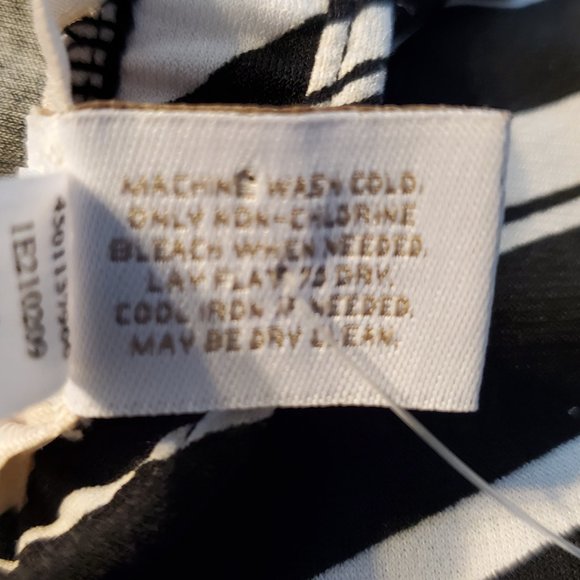 MACHINE WASH COLD.
ONLY NON-CHLORINE
BLEACH WHEN NEEDED.
LAY FLAT TO DRY.
COOL IRON IF NEEDED.
MAY BE DRY CLEAN.
1E210209